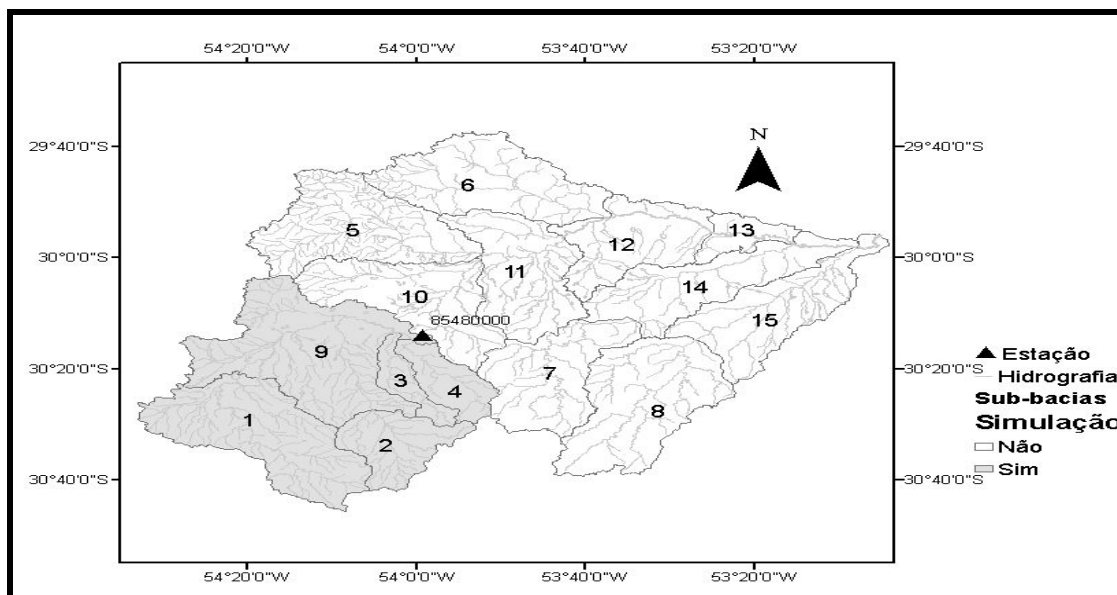 54°20'0"W 54°0'0"W 53°40'0"W 53°20'0"W
N
29°40'0"S 29°40'0"S
6
13
5
12
30°0'0"S 30°0'0"S
11
14
10
85480000
15
9
30°20'0"S 30°20'0"S
7
3
4
8
1
2
30°40'0"S 30°40'0"S
54°20'0"W 54°0'0"W 53°40'0"W 53°20'0"W
Estação
Hidrografia
Sub-bacias
Simulação
Não
Sim